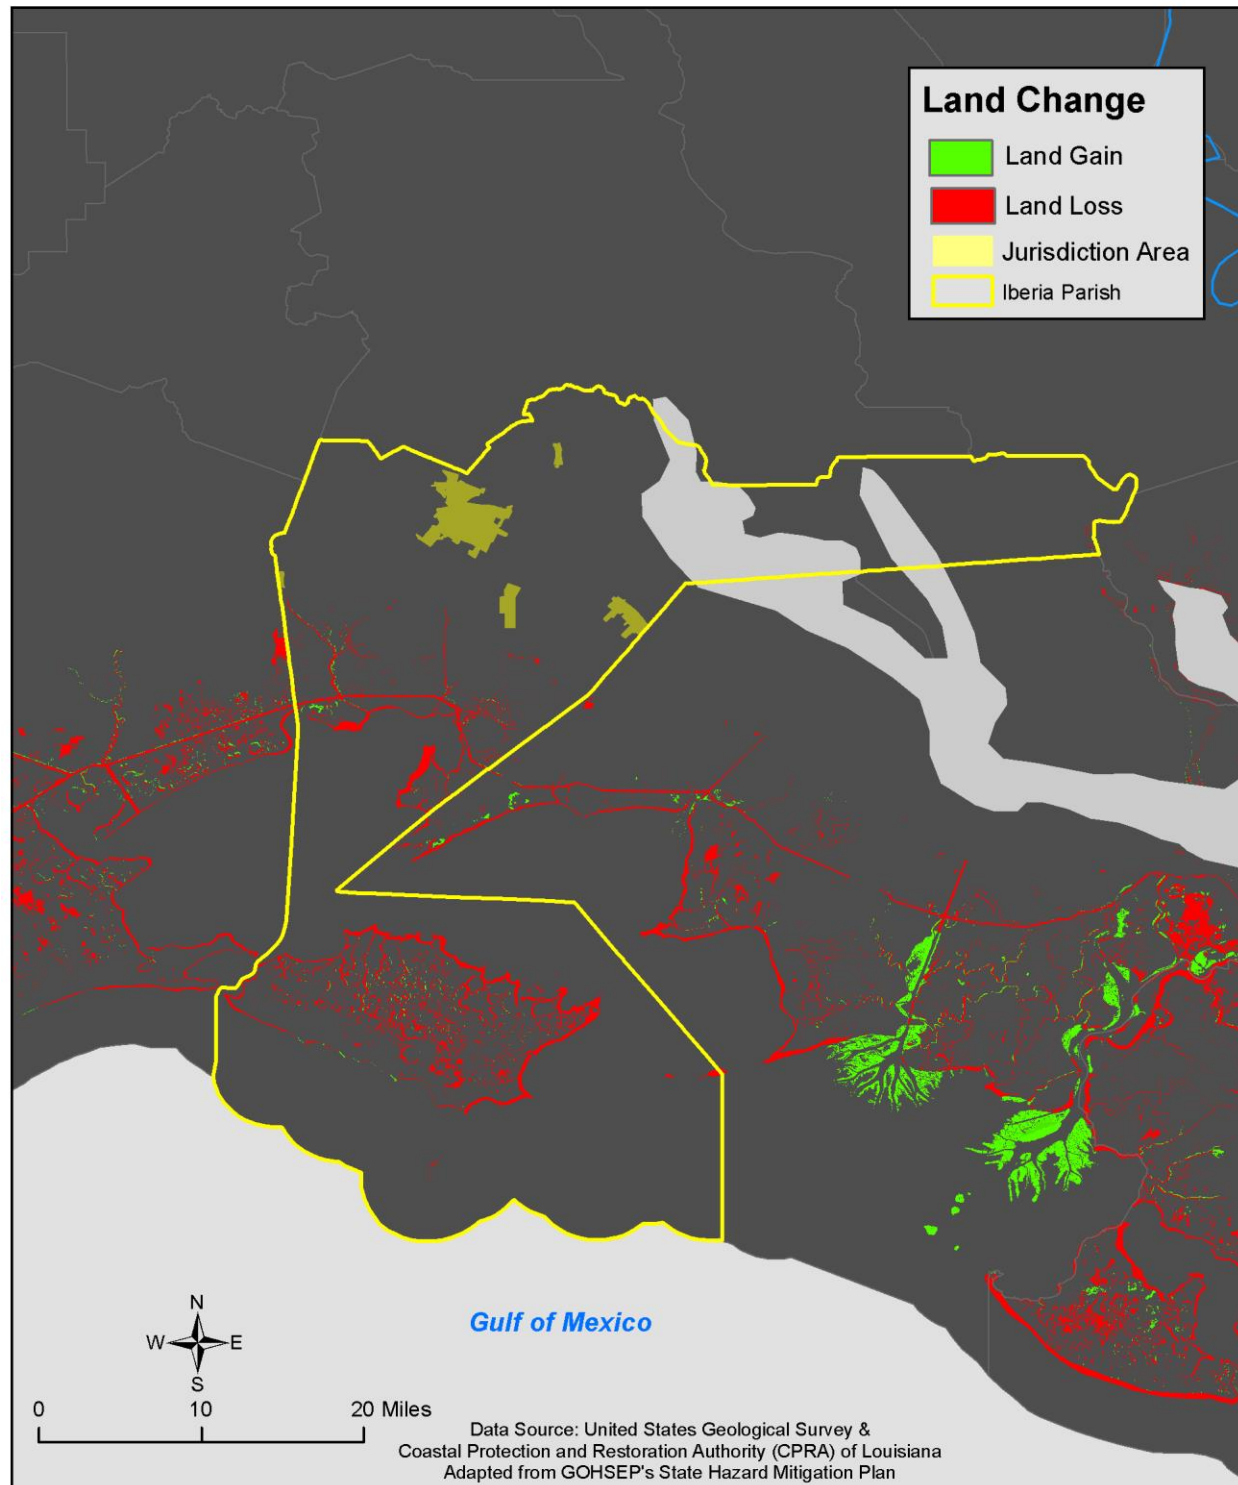 Land Change
Land Gain
Land Loss
Jurisdiction Area
Iberia Parish
Gulf of Mexico
N
W E
S
0 10 20 Miles
Data Source: United States Geological Survey &
Coastal Protection and Restoration Authority (CPRA) of Louisiana
Adapted from GOHSEP's State Hazard Mitigation Plan